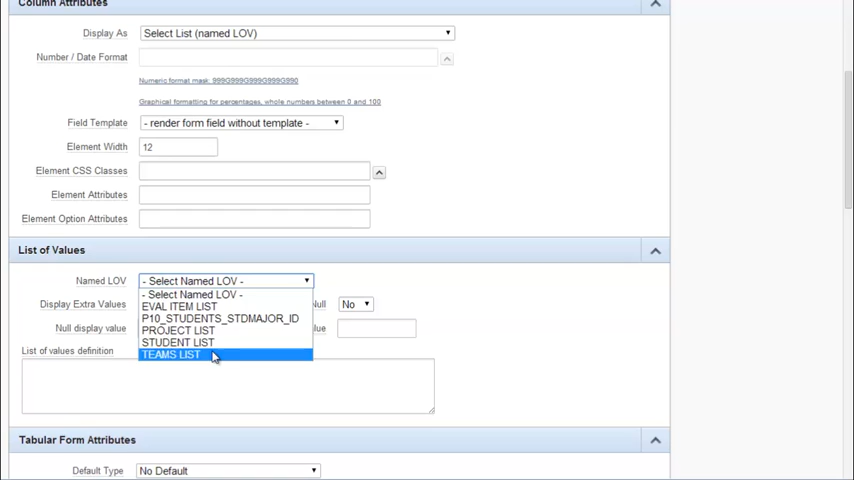 Column Attributes
Display As Select List (named LOV)
Number / Date Format
Numeric format mask: 999G999G999G999G990
Graphical formatting for percentages, whole numbers between 0 and 100
Field Template - render form field without template -
Element Width 12
Element CSS Classes
Element Attributes
Element Option Attributes
List of Values
Named LOV - Select Named LOV -
- Select Named LOV -
Display Extra Values Null No
EVAL ITEM LIST
P10_STUDENTS_STDMAJOR_ID
Null display value PROJECT LIST
STUDENT LIST
List of values definition TEAMS LIST
Tabular Form Attributes
Default Type No Default